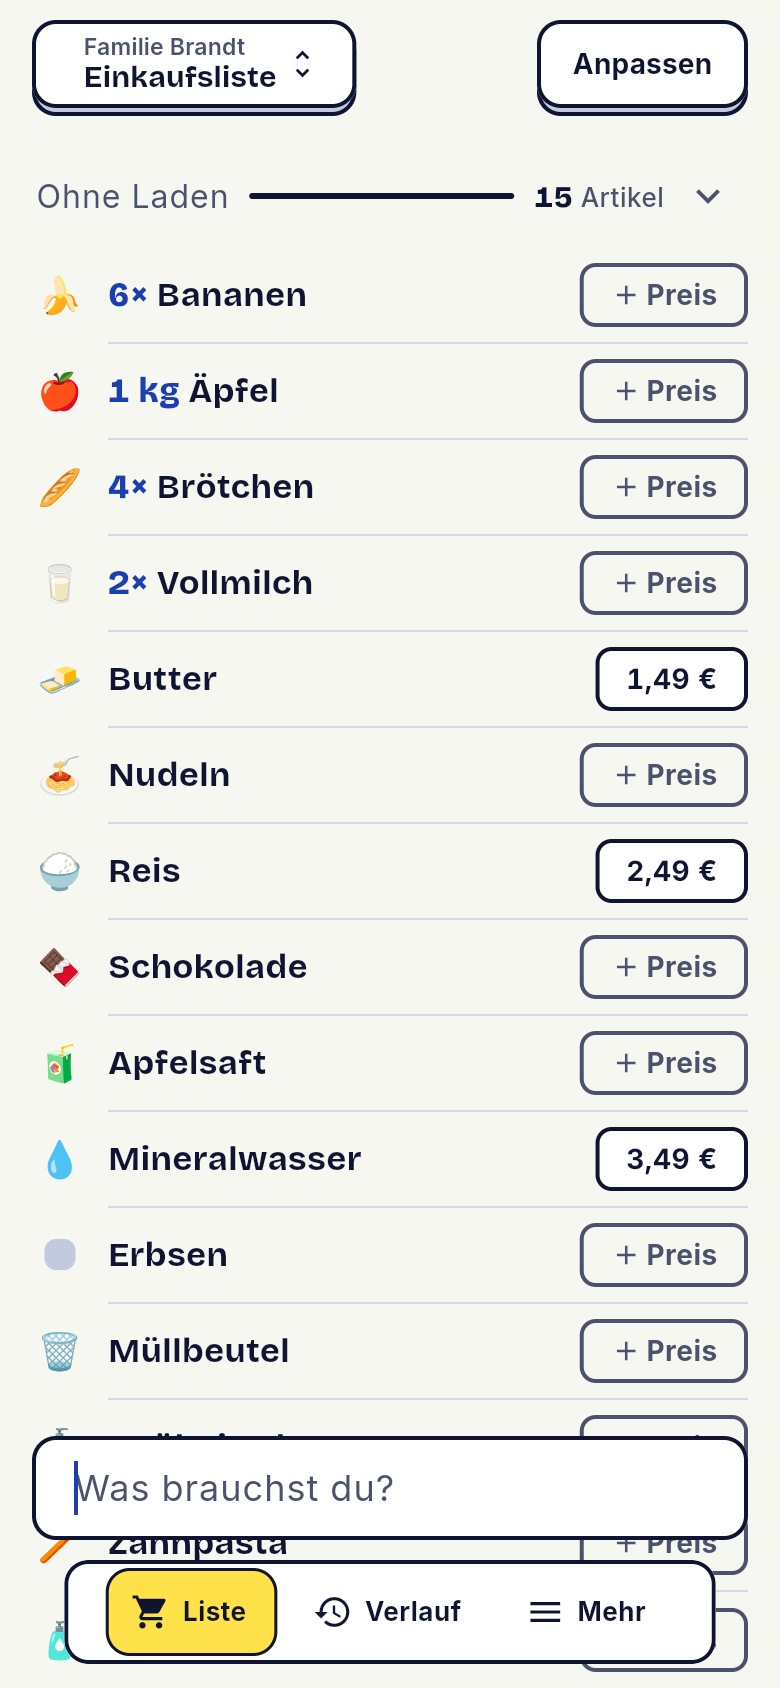 Familie Brandt
Einkaufsliste
Anpassen
Ohne Laden 15 Artikel
6× Bananen + Preis
1 kg Äpfel + Preis
4× Brötchen + Preis
2× Vollmilch + Preis
Butter 1,49 €
Nudeln + Preis
Reis 2,49 €
Schokolade + Preis
Apfelsaft + Preis
Mineralwasser 3,49 €
Erbsen + Preis
Müllbeutel + Preis
Was brauchst du?
Zahnpasta + Preis
Liste Verlauf Mehr